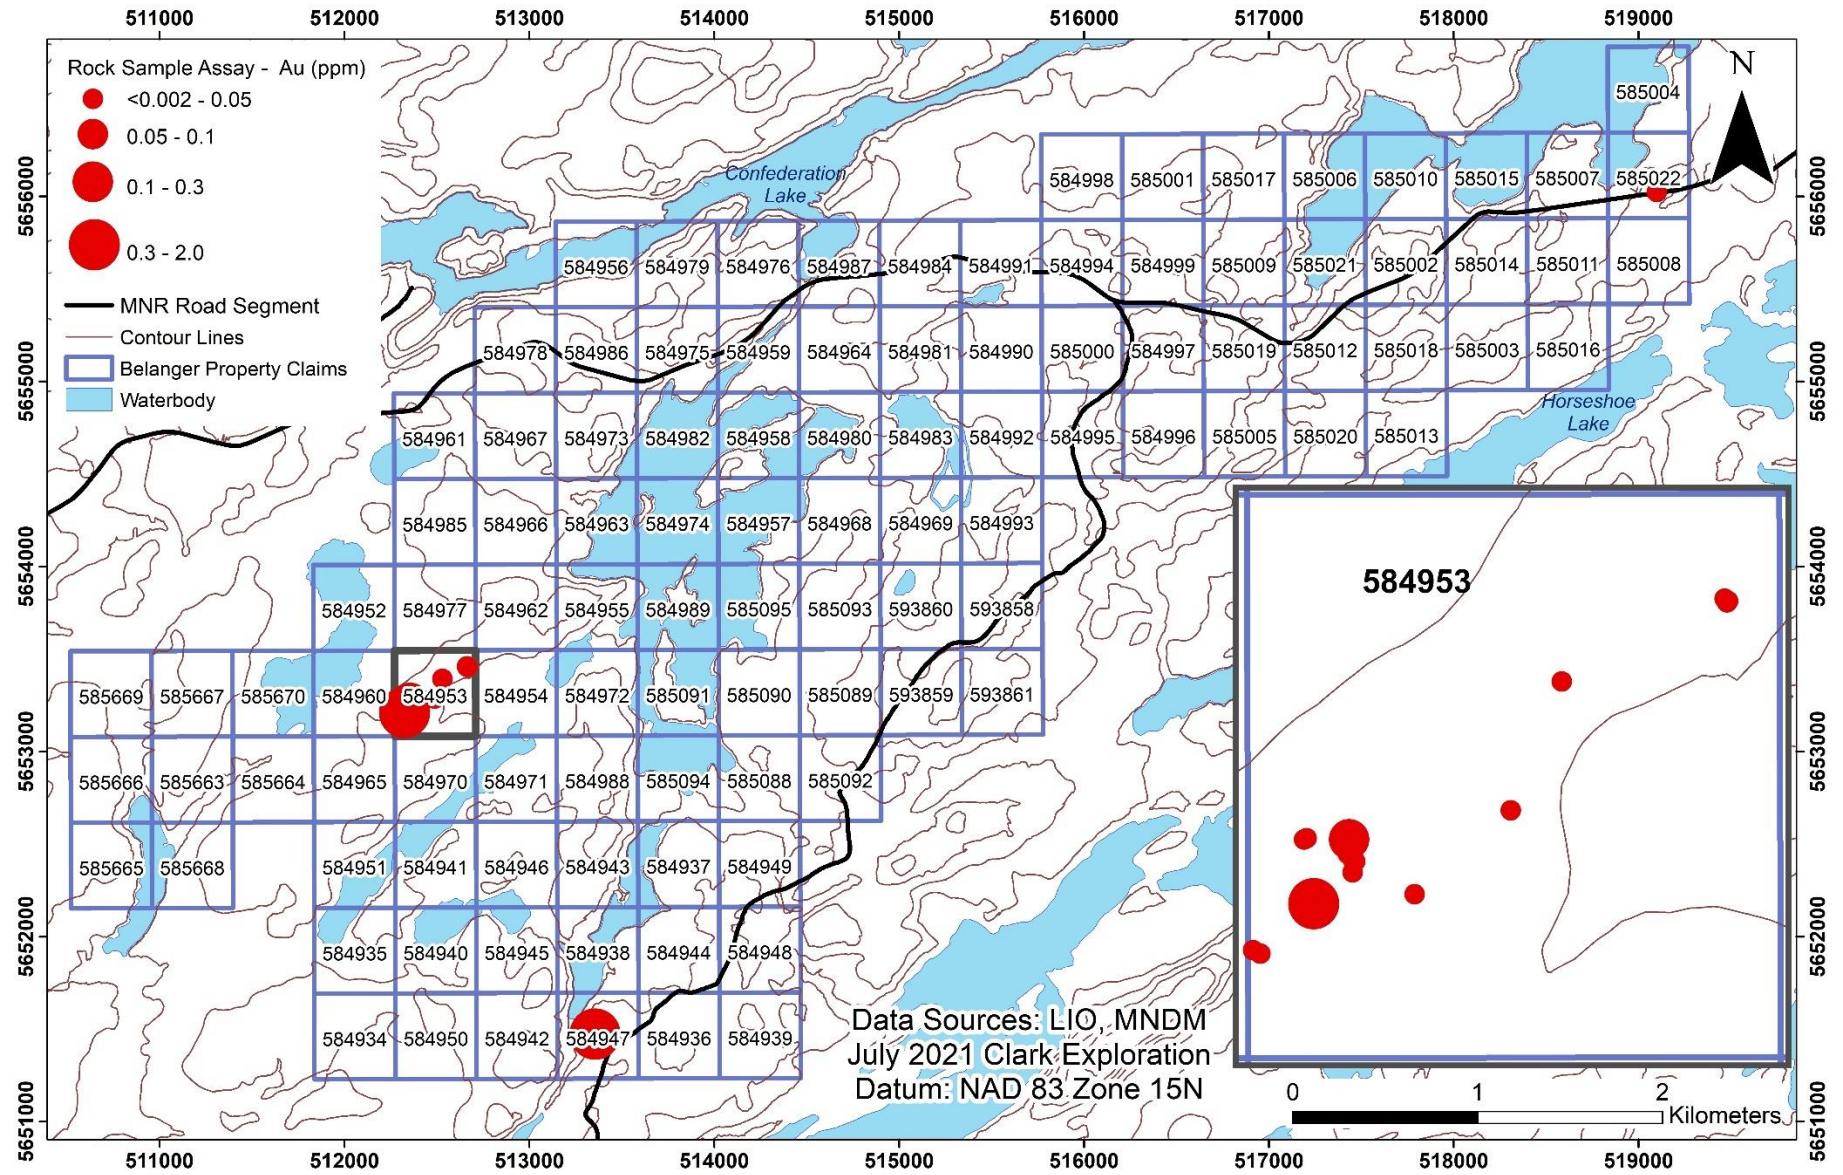 511000 512000 513000 514000 515000 516000 517000 518000 519000
Rock Sample Assay - Au (ppm)
<0.002 - 0.05
0.05 - 0.1
0.1 - 0.3
0.3 - 2.0
MNR Road Segment
Contour Lines
Belanger Property Claims
Waterbody
N
5656000
5655000
5654000
5653000
5652000
5651000
5656000
5655000
5654000
5653000
5652000
5651000
Confederation
Lake
Horseshoe
Lake
585004
584998 585001 585017 585006 585010 585015 585007 585022
584956 584979 584976 584987 584984 584991 584994 584999 585009 585021 585002 585014 585011 585008
584978 584986 584975 584959 584964 584981 584990 585000 584997 585019 585012 585018 585003 585016
584961 584967 584973 584982 584958 584980 584983 584992 584995 584996 585005 585020 585013
584985 584966 584963 584974 584957 584968 584969 584993
584952 584977 584962 584955 584989 585095 585093 593860 593858
585669 585667 585670 584960 584953 584954 584972 585091 585090 585089 593859 593861
585666 585663 585664 584965 584970 584971 584988 585094 585088 585092
585665 585668 584951 584941 584946 584943 584937 584949
584935 584940 584945 584938 584944 584948
584934 584950 584942 584947 584936 584939
584953
Data Sources: LIO, MNDM
July 2021 Clark Exploration
Datum: NAD 83 Zone 15N
0 1 2
Kilometers
511000 512000 513000 514000 515000 516000 517000 518000 519000